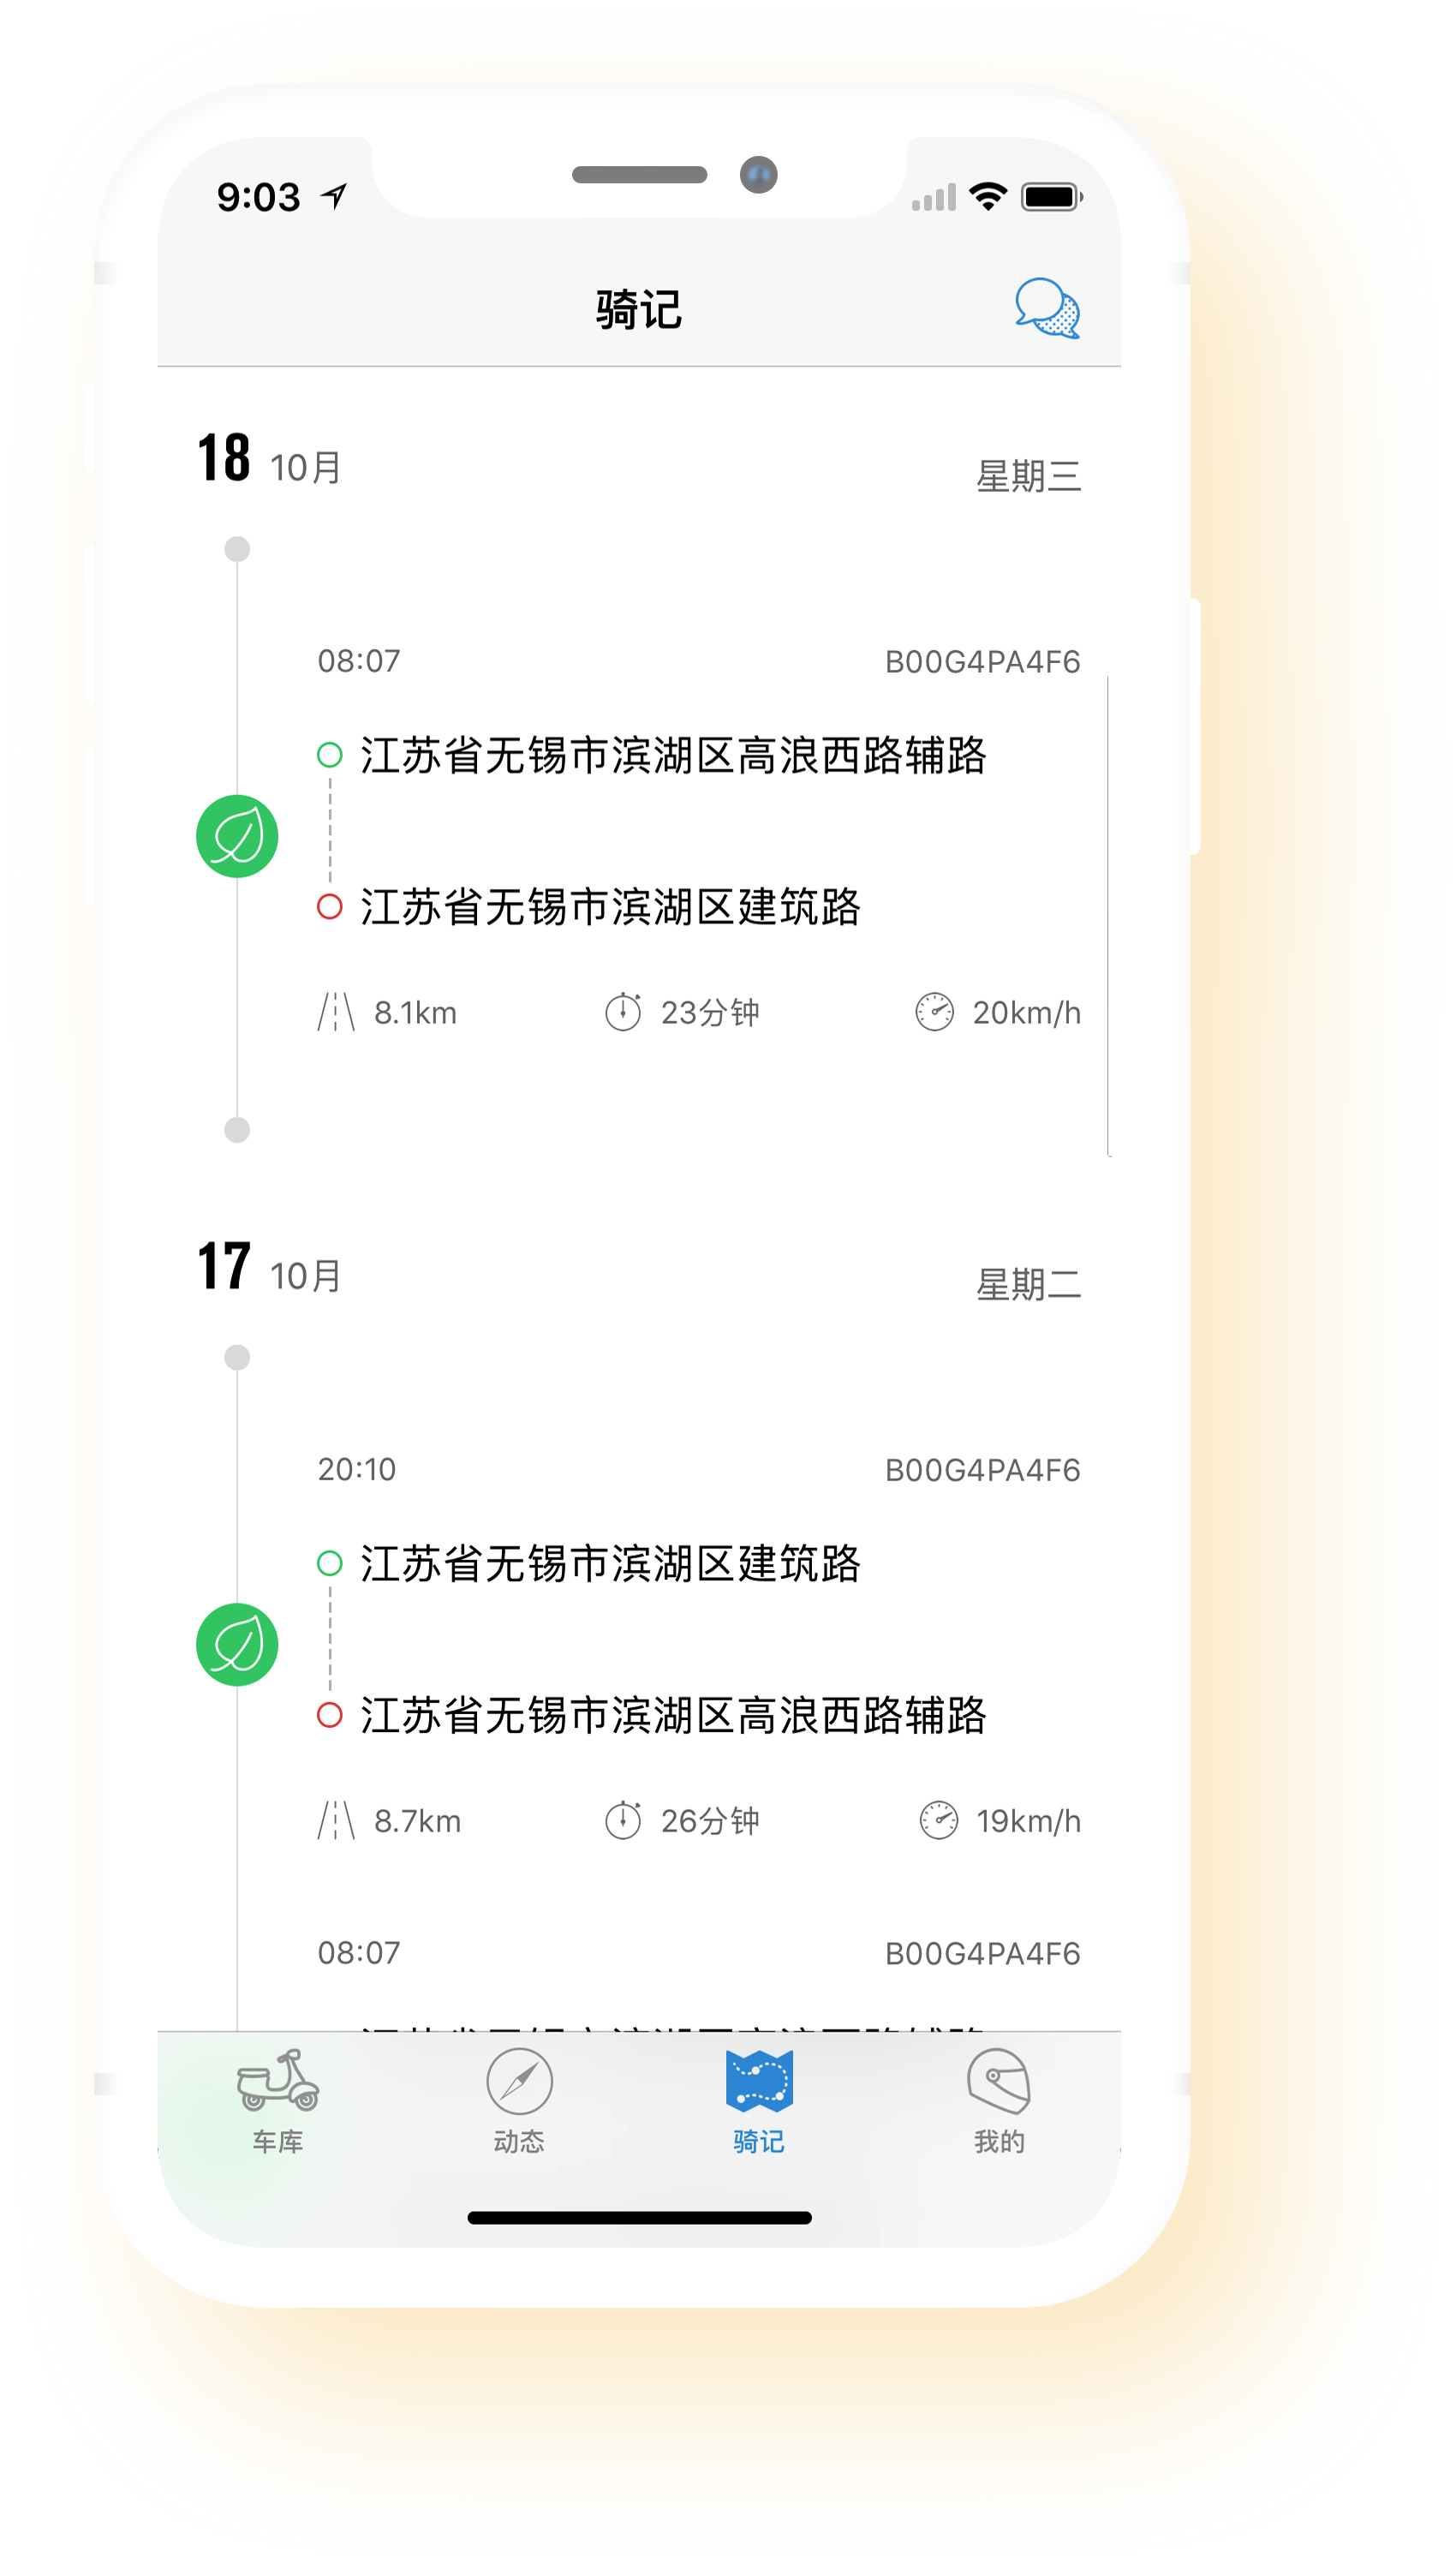 9:03
骑记
18 10月 星期三
08:07 B00G4PA4F6
江苏省无锡市滨湖区高浪西路辅路
江苏省无锡市滨湖区建筑路
8.1km 23分钟 20km/h
17 10月 星期二
20:10 B00G4PA4F6
江苏省无锡市滨湖区建筑路
江苏省无锡市滨湖区高浪西路辅路
8.7km 26分钟 19km/h
08:07 B00G4PA4F6
车库 动态 骑记 我的